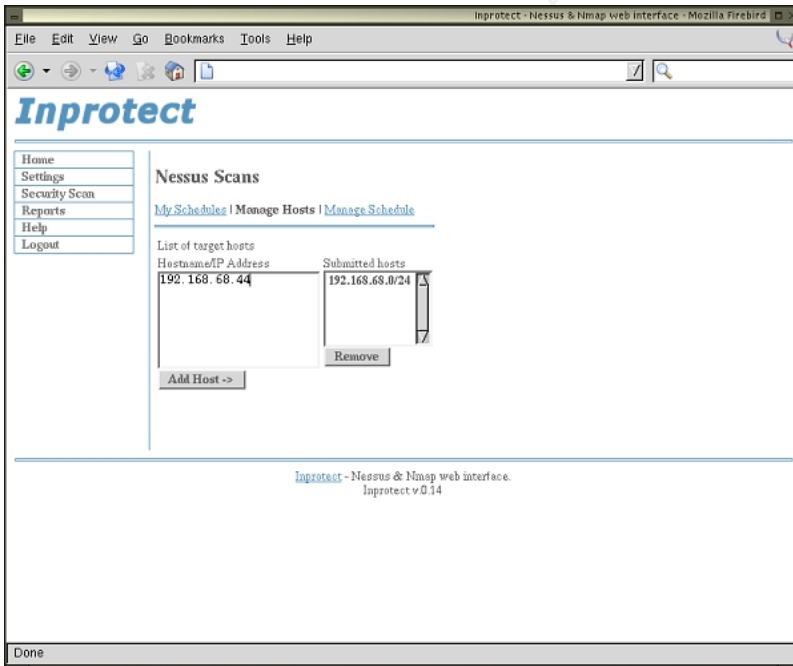 Inprotect - Nessus & Nmap web interface - Mozilla Firebird
File Edit View Go Bookmarks Tools Help
Inprotect
Home
Settings
Security Scan
Reports
Help
Logout
Nessus Scans
My Schedules | Manage Hosts | Manage Schedule
List of target hosts
Hostname/IP Address
192.168.68.44
Add Host ->
Submitted hosts
192.168.68.0/24
Remove
Inprotect - Nessus & Nmap web interface.
Inprotect v.0.14
Done